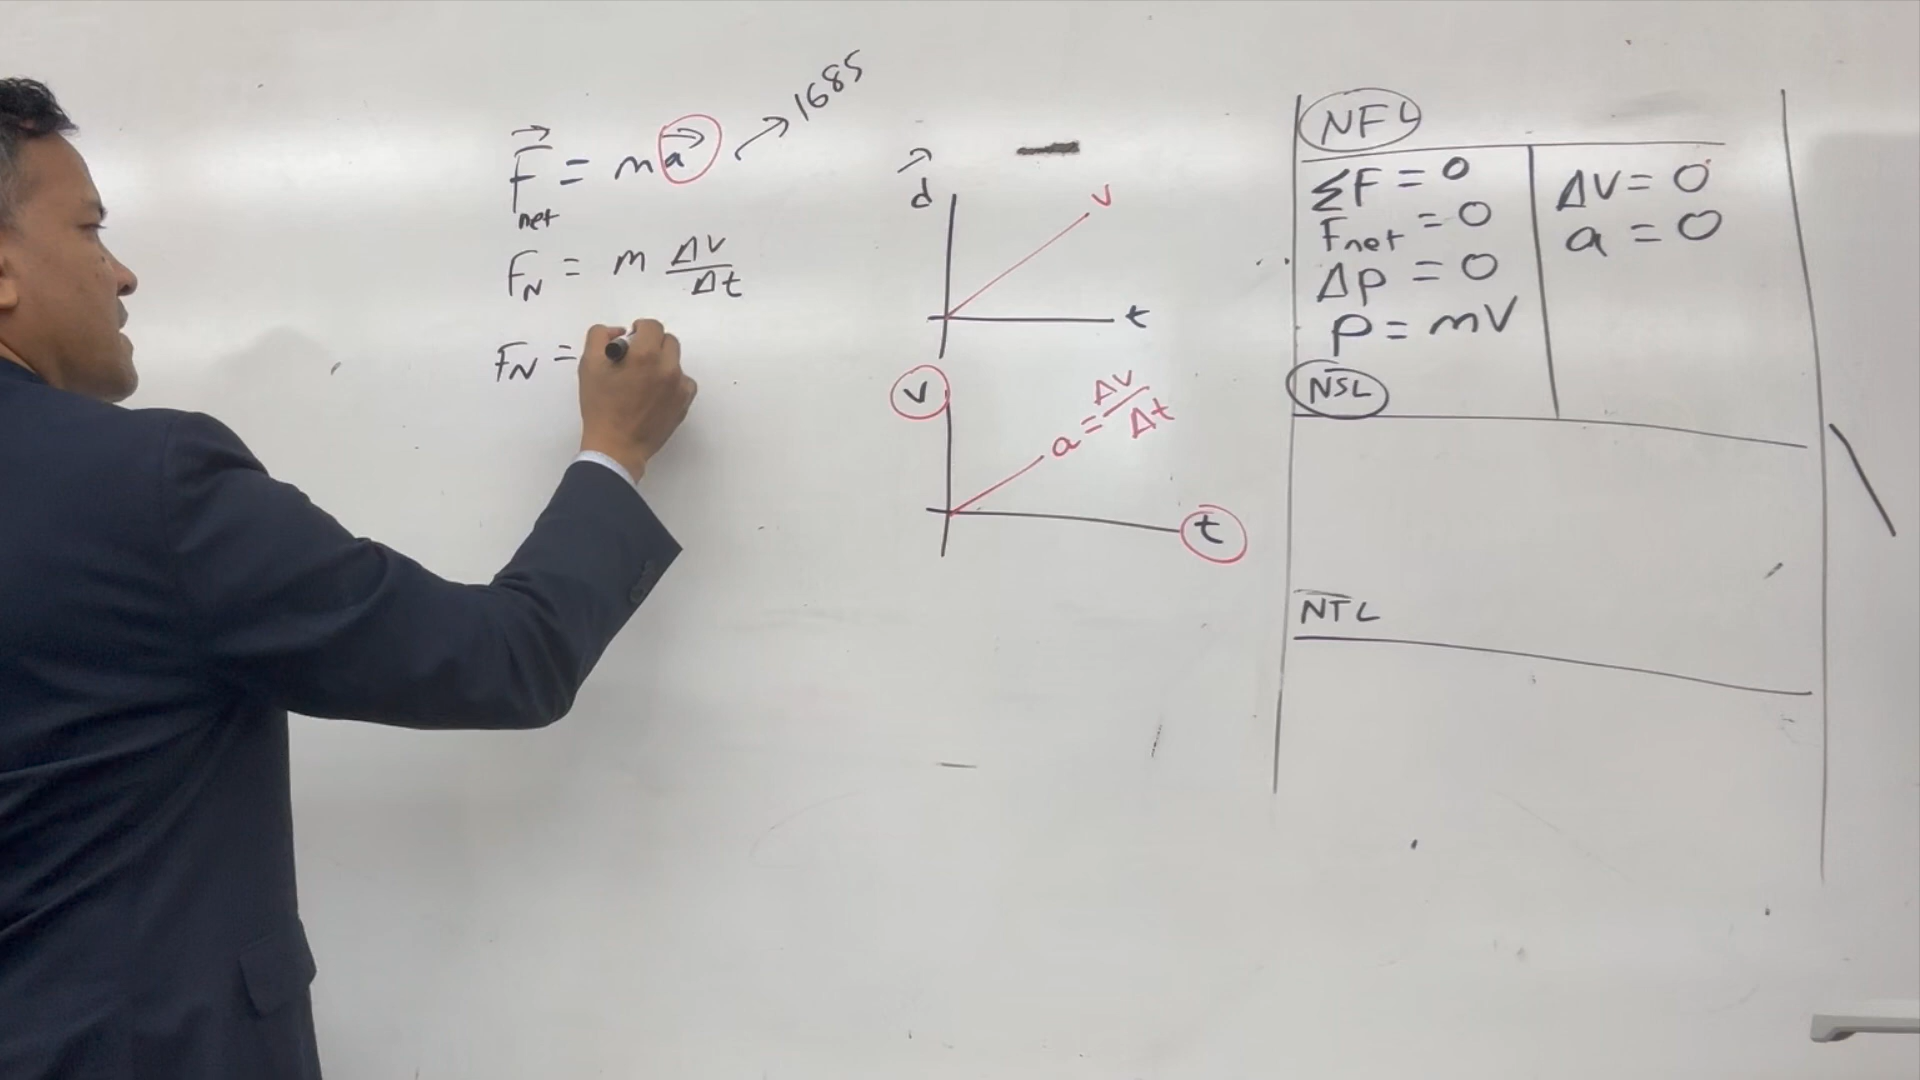 F⃗net = ma⃗ → 1685
FN = m Δv/Δt
FN =
d⃗
v
t
v
a = Δv/Δt
t
NFL
ΣF = 0
Fnet = 0
Δp = 0
p = mv
Δv = 0
a = 0
NSL
NTL